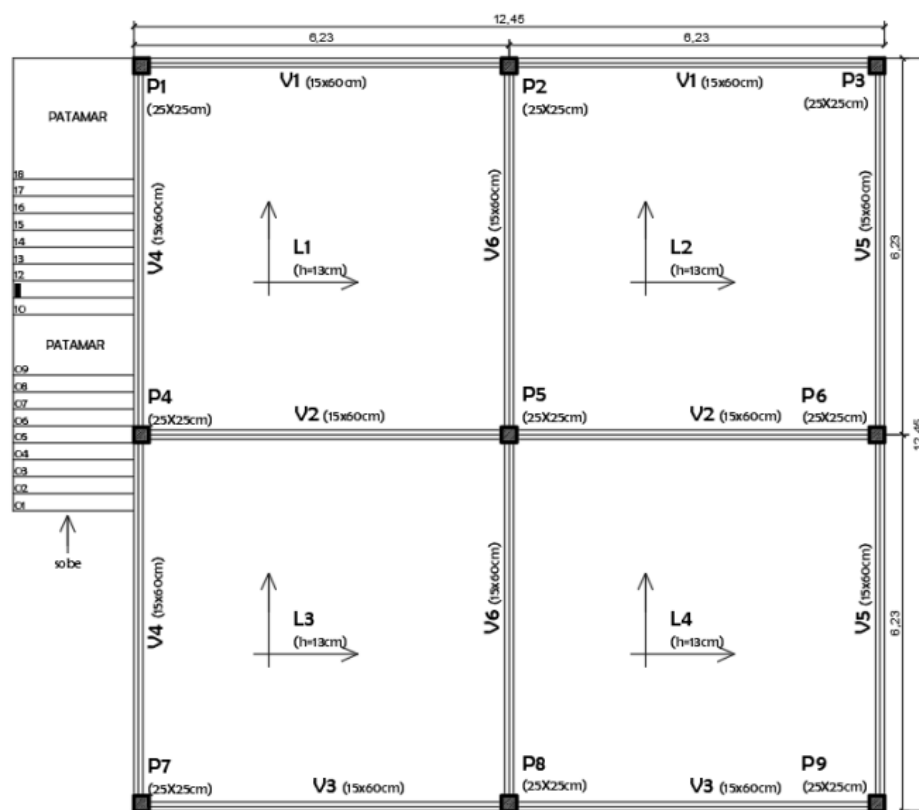 12,45
6,23
6,23
P1
(25X25cm)
V1 (15x60cm)
P2
(25X25cm)
V1 (15x60cm)
P3
(25X25cm)
PATAMAR
18
17
16
15
14
13
12
10
V4 (15x60cm)
L1
(h=13cm)
V6 (15x60cm)
L2
(h=13cm)
V5 (15x60cm)
6,23
PATAMAR
09
08
07
06
05
04
03
02
01
sobe
P4
(25X25cm)
V2 (15x60cm)
P5
(25X25cm)
V2 (15x60cm)
P6
(25X25cm)
12,45
V4 (15x60cm)
L3
(h=13cm)
V6 (15x60cm)
L4
(h=13cm)
V5 (15x60cm)
6,23
P7
(25X25cm)
V3 (15x60cm)
P8
(25X25cm)
V3 (15x60cm)
P9
(25X25cm)